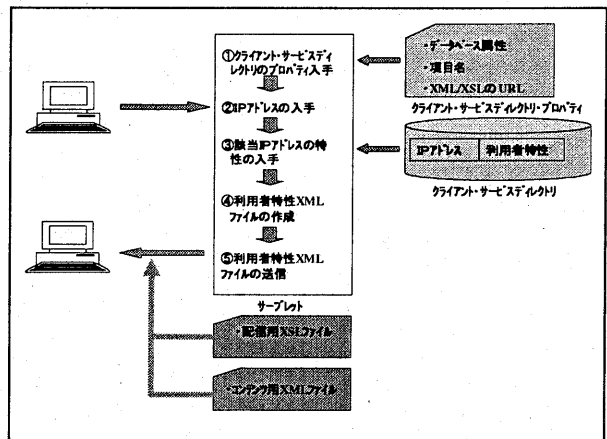 ①クライアント・サービスディ
レクトリのプロパティ入手
②IPアドレスの入手
③該当IPアドレスの特
性の入手
④利用者特性XML
ファイルの作成
⑤利用者特性XML
ファイルの送信
サーブレット
・データベース属性
・項目名
・XML/XSLのURL
クライアント・サービスディレクトリ・プロパティ
IPアドレス
利用者特性
クライアント・サービスディレクトリ
・配信用XSLファイル
・コンテンツ用XMLファイル